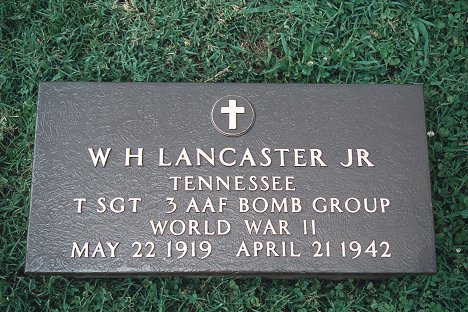 W H LANCASTER JR
TENNESSEE
T SGT 3 AAF BOMB GROUP
WORLD WAR II
MAY 22 1919 APRIL 21 1942